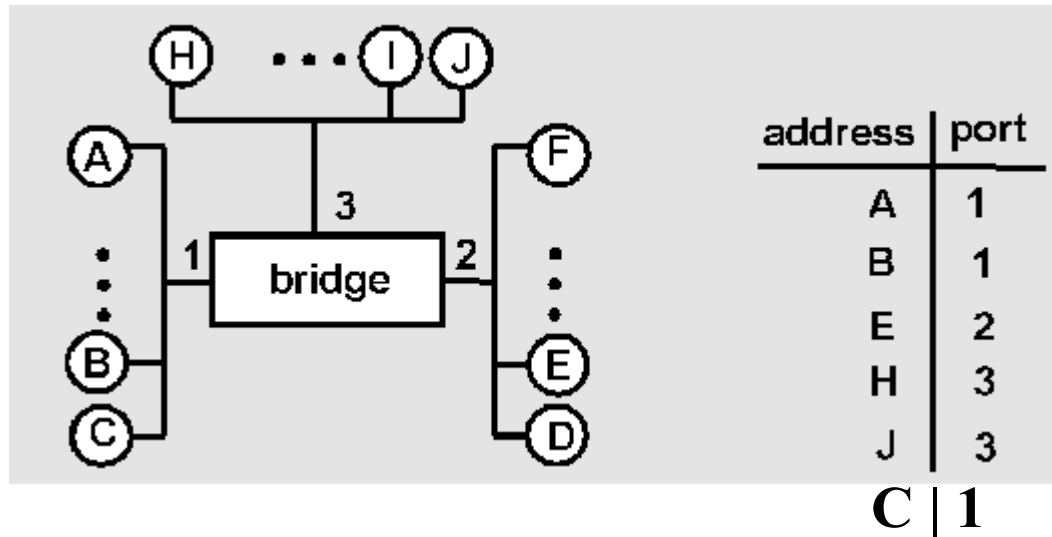 H ... I J
A F
3
1 bridge 2
B E
C D
address | port
A 1
B 1
E 2
H 3
J 3
C | 1